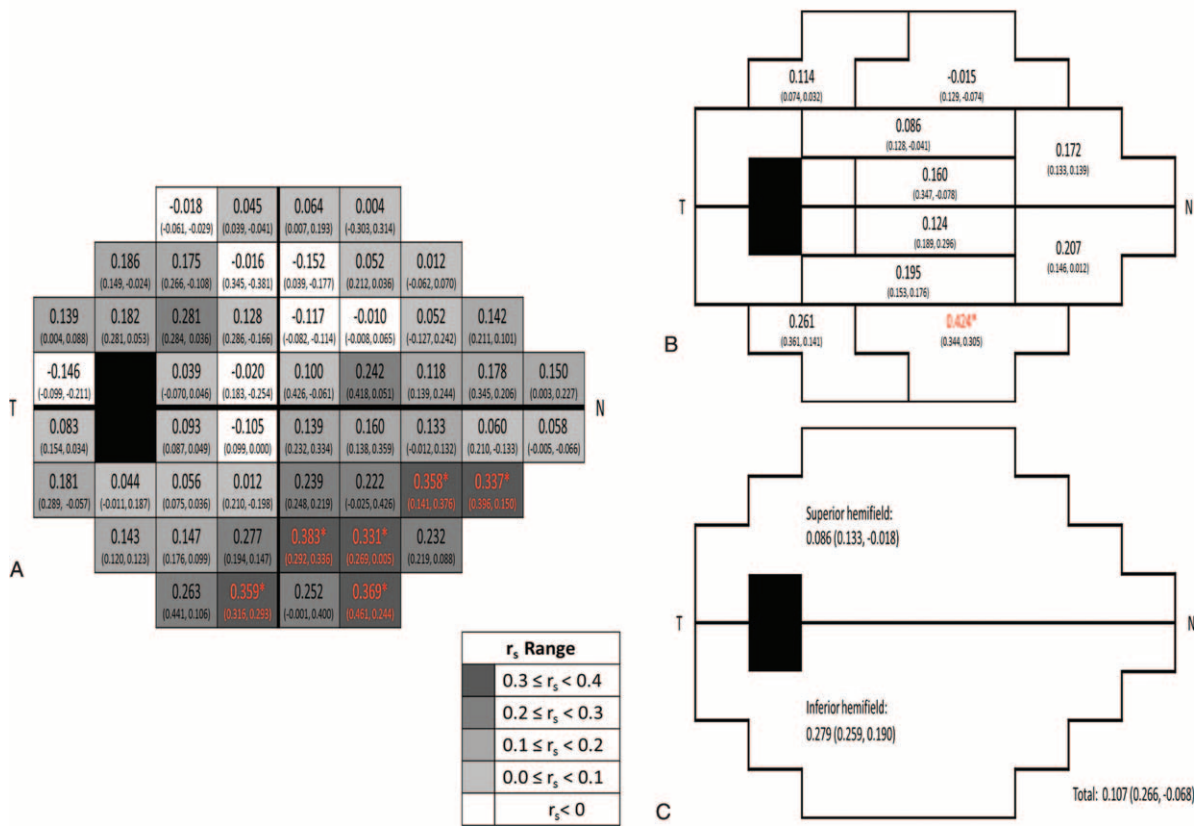 -0.018 0.045 0.064 0.004
(-0.061, -0.029) (0.039, -0.041) (0.007, 0.193) (-0.303, 0.314)
0.186 0.175 -0.016 -0.152 0.052 0.012
(0.149, -0.024) (0.266, -0.108) (0.345, -0.381) (0.039, -0.177) (0.212, 0.036) (-0.062, 0.070)
0.139 0.182 0.281 0.128 -0.117 -0.010 0.052 0.142
(0.004, 0.088) (0.281, 0.053) (0.284, 0.036) (0.286, -0.166) (-0.082, -0.114) (-0.008, 0.065) (-0.127, 0.242) (0.211, 0.101)
-0.146 0.039 -0.020 0.100 0.242 0.118 0.178 0.150
(-0.099, -0.211) (-0.070, 0.046) (0.183, -0.254) (0.426, -0.061) (0.418, 0.051) (0.139, 0.244) (0.345, 0.206) (0.003, 0.227)
T N
0.083 0.093 -0.105 0.139 0.160 0.133 0.060 0.058
(0.154, 0.034) (0.087, 0.049) (0.099, 0.000) (0.232, 0.334) (0.138, 0.359) (-0.012, 0.132) (0.210, -0.133) (-0.005, -0.066)
0.181 0.044 0.056 0.012 0.239 0.222 0.358* 0.337*
(0.289, -0.057) (-0.011, 0.187) (0.075, 0.036) (0.210, -0.198) (0.248, 0.219) (-0.025, 0.426) (0.141, 0.376) (0.396, 0.150)
0.143 0.147 0.277 0.383* 0.331* 0.232
(0.120, 0.123) (0.176, 0.099) (0.194, 0.147) (0.292, 0.336) (0.269, 0.005) (0.219, 0.088)
A
0.263 0.359* 0.252 0.369*
(0.441, 0.106) (0.316, 0.293) (-0.001, 0.400) (0.461, 0.244)
rs Range
0.3 ≤ rs < 0.4
0.2 ≤ rs < 0.3
0.1 ≤ rs < 0.2
0.0 ≤ rs < 0.1
rs < 0
0.114 -0.015
(0.074, 0.032) (0.129, -0.074)
0.086
(0.128, -0.041)
0.172
(0.133, 0.139)
0.160
(0.347, -0.078)
T N
0.124
(0.189, 0.296)
0.207
(0.146, 0.012)
0.195
(0.153, 0.176)
0.261 0.424*
(0.361, 0.141) (0.344, 0.305)
B
Superior hemifield:
0.086 (0.133, -0.018)
T N
Inferior hemifield:
0.279 (0.259, 0.190)
Total: 0.107 (0.266, -0.068)
C